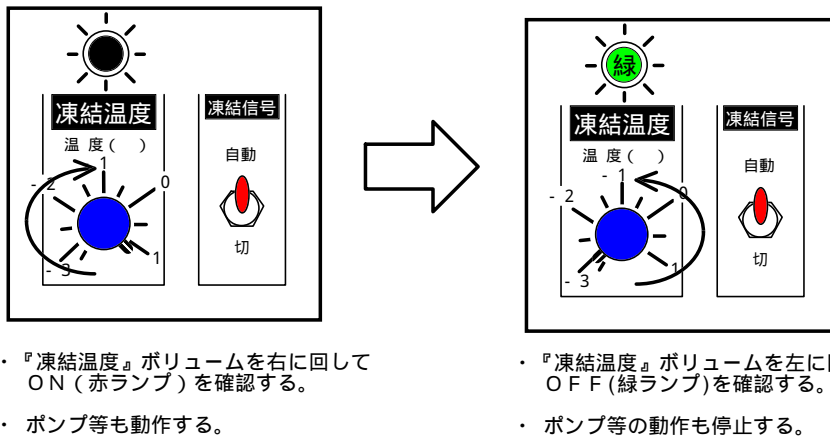 凍結温度
凍結信号
温 度(　)
自動
1
- 2
0
切
1
- 3
・『凍結温度』ボリュームを右に回して
ＯＮ（赤ランプ）を確認する。
・ ポンプ等も動作する。
緑
凍結温度
凍結信号
温 度(　)
自動
- 1
- 2
0
切
1
- 3
・『凍結温度』ボリュームを左に
ＯＦＦ(緑ランプ)を確認する。
・ ポンプ等の動作も停止する。